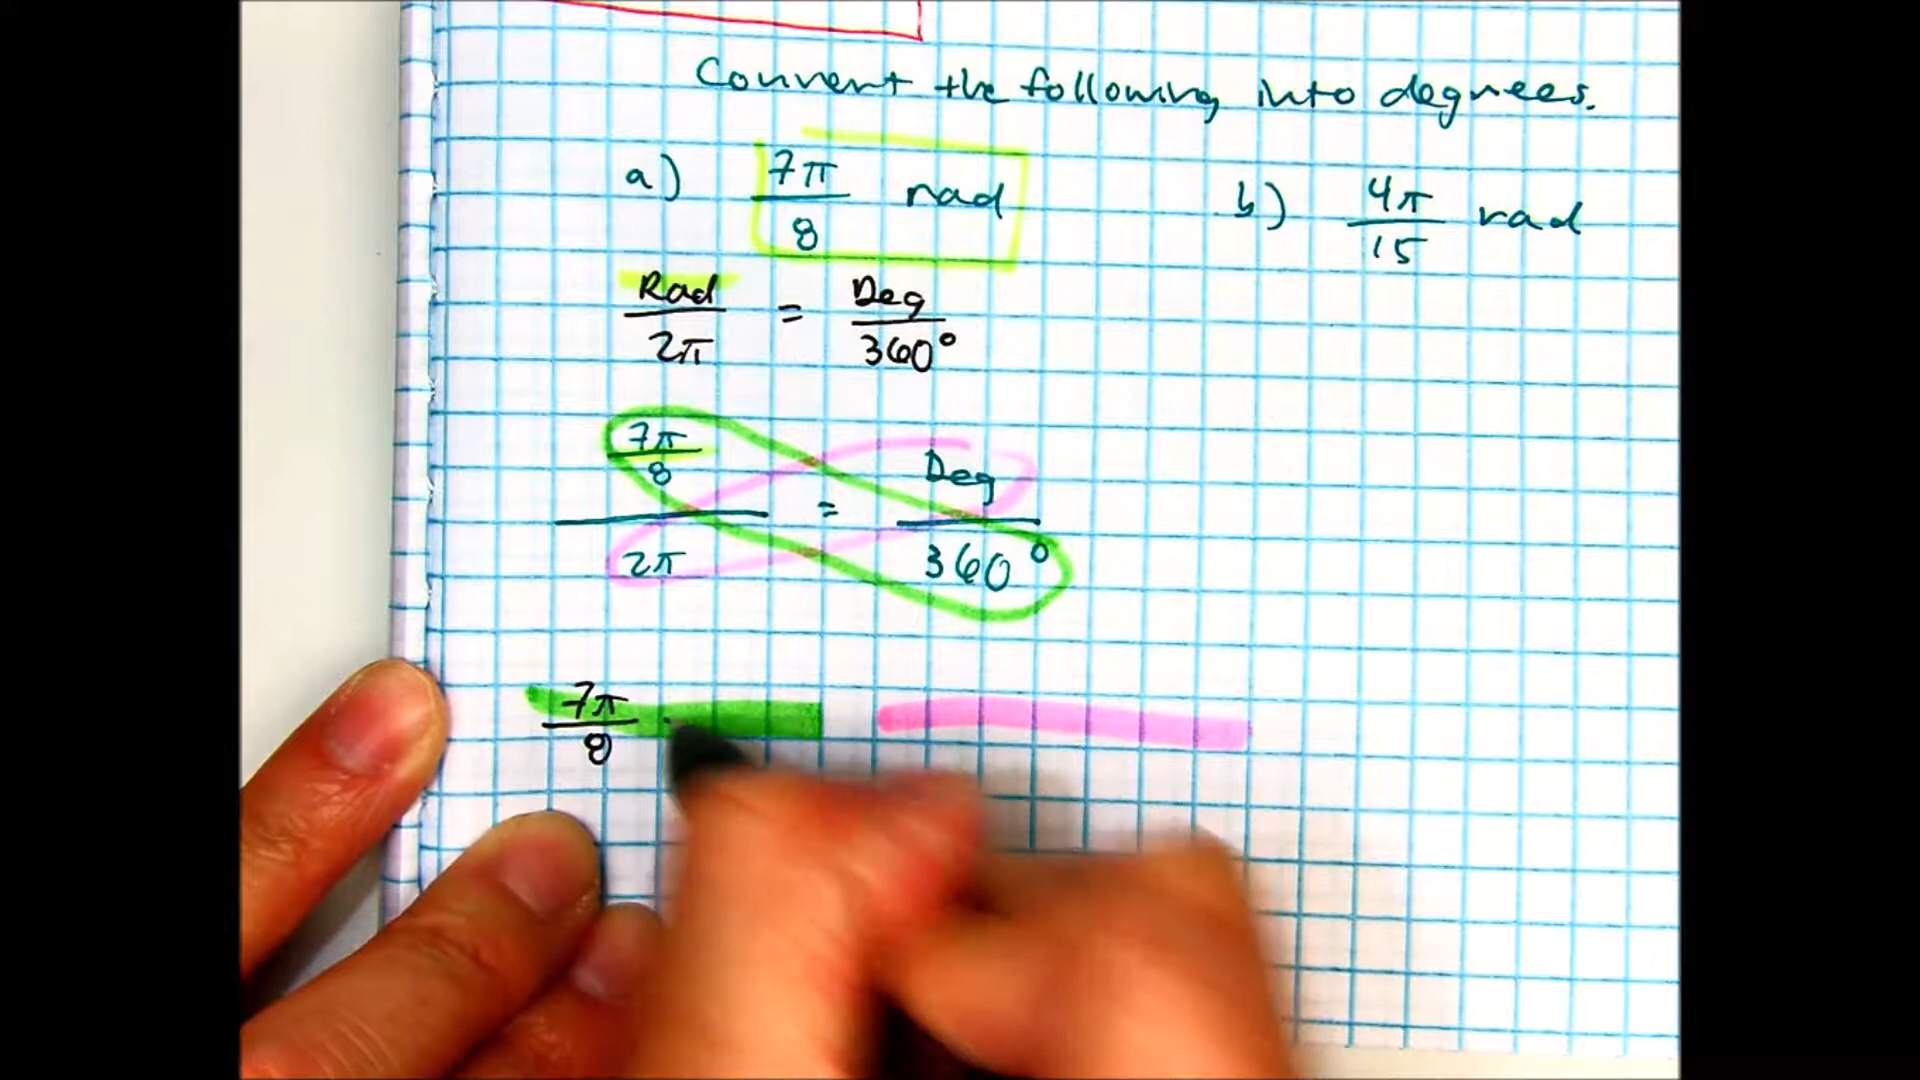 Convert the following into degrees.
a) 7π/8 rad
b) 4π/15 rad
Rad/2π = Deg/360°
7π/8 / 2π = Deg/360°
7π/8 ·